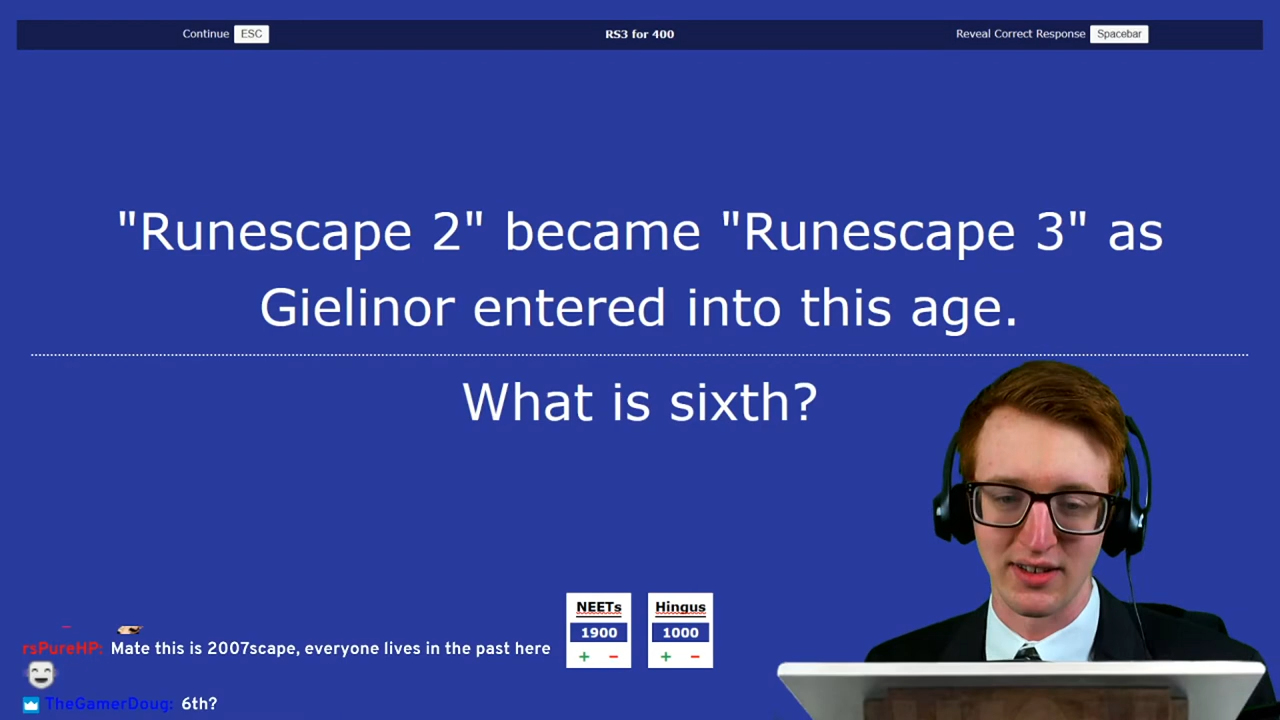 Continue ESC
RS3 for 400
Reveal Correct Response Spacebar
"Runescape 2" became "Runescape 3" as
Gielinor entered into this age.
What is sixth?
NEETs
1900
+ −
Hingus
1000
+ −
rsPureHP: Mate this is 2007scape, everyone lives in the past here
TheGamerDoug: 6th?